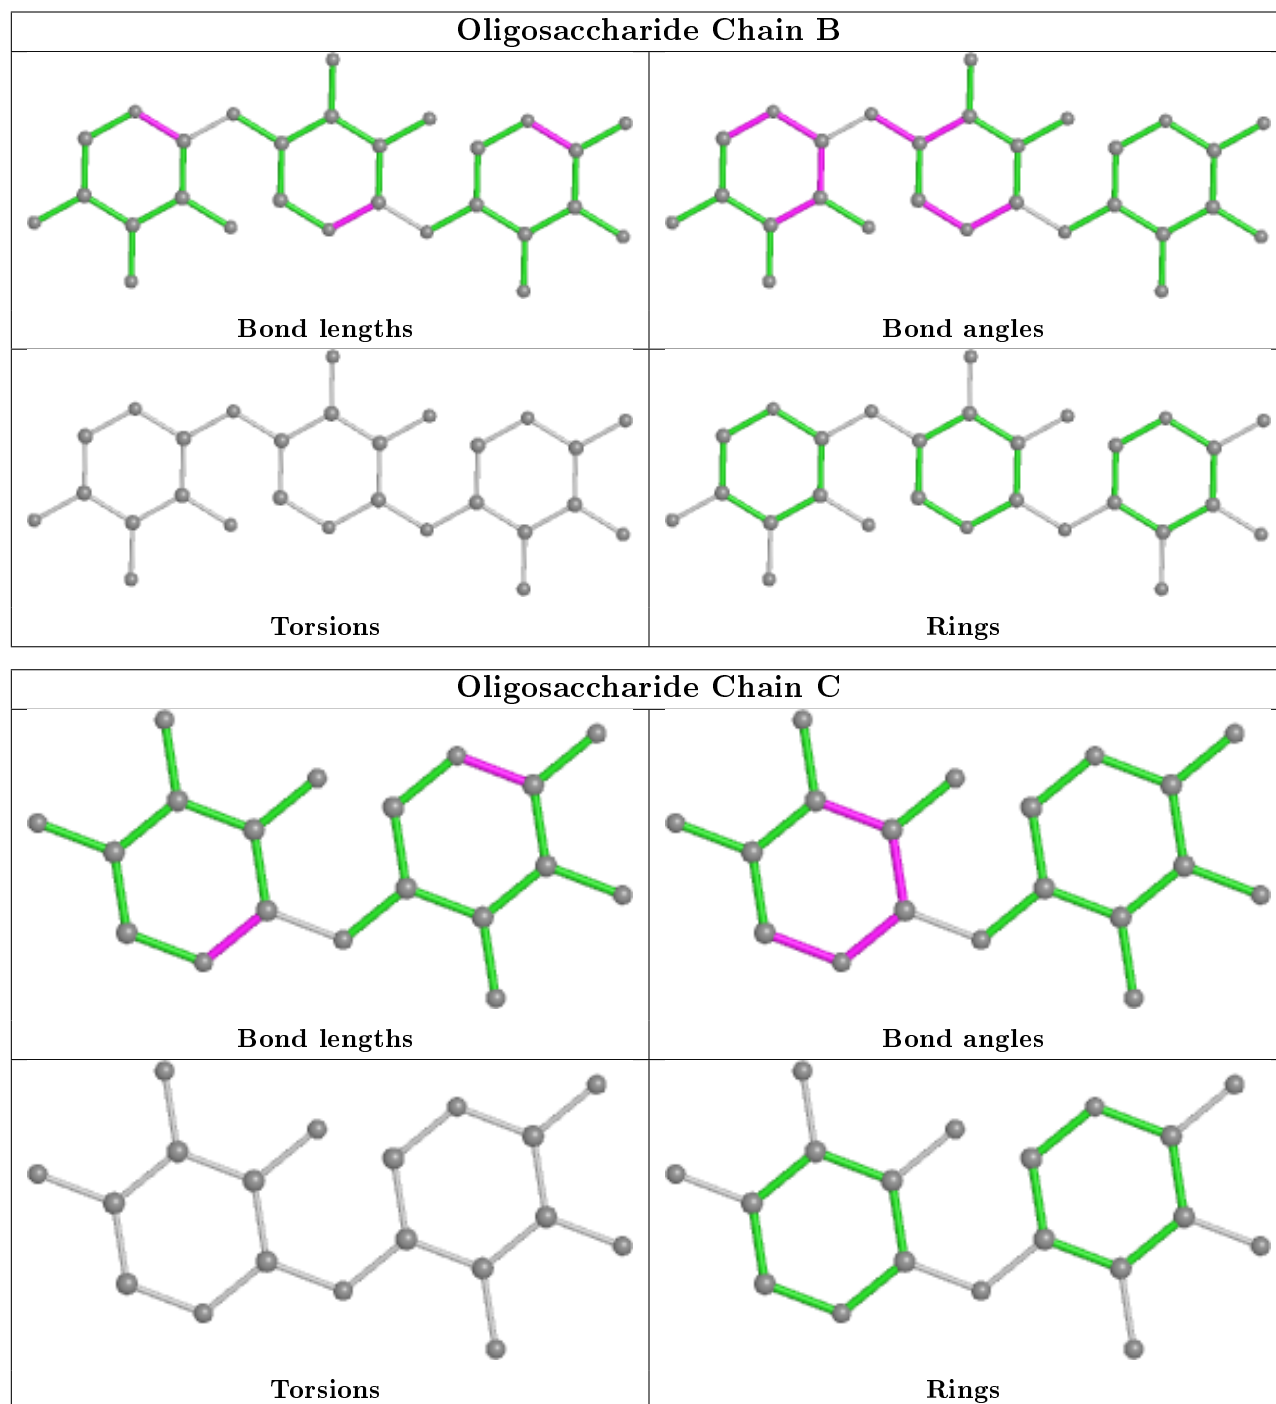 Oligosaccharide Chain B
Bond lengths
Bond angles
Torsions
Rings
Oligosaccharide Chain C
Bond lengths
Bond angles
Torsions
Rings